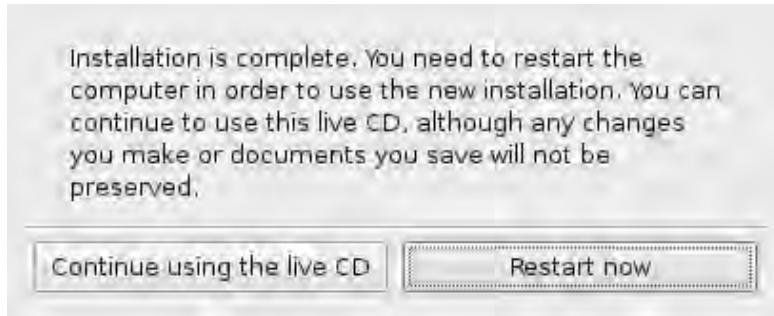 Installation is complete. You need to restart the
computer in order to use the new installation. You can
continue to use this live CD, although any changes
you make or documents you save will not be
preserved.
Continue using the live CD
Restart now